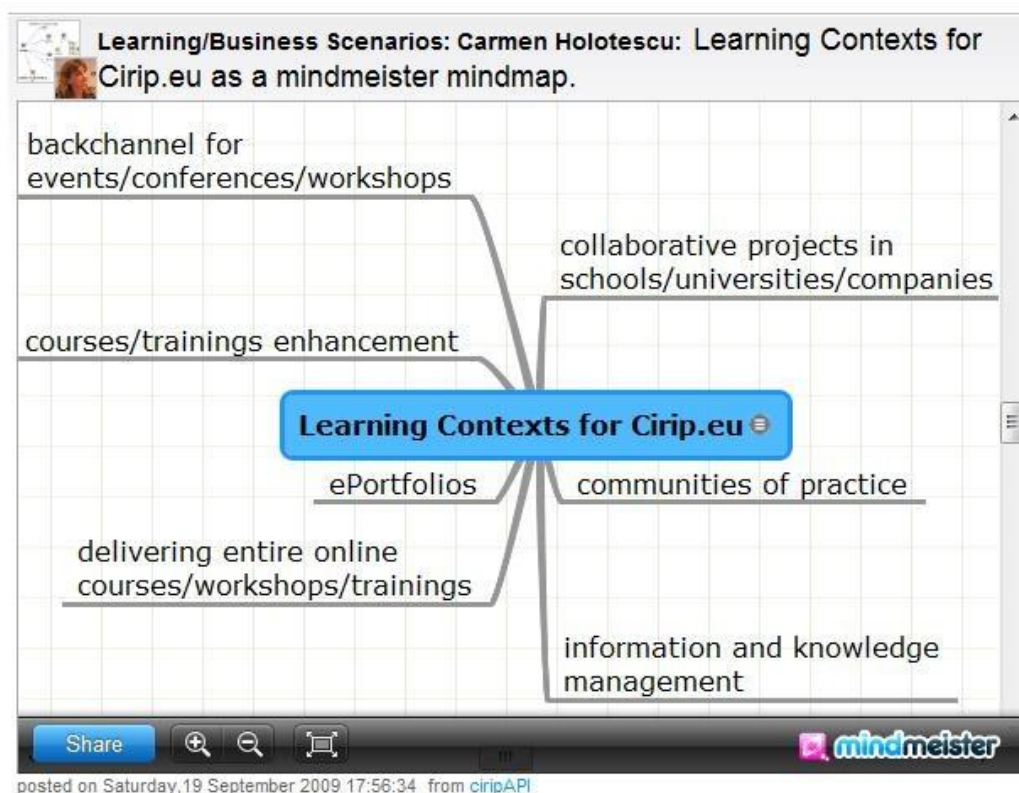 Learning/Business Scenarios: Carmen Holotescu: Learning Contexts for
Cirip.eu as a mindmeister mindmap.
backchannel for
events/conferences/workshops
collaborative projects in
schools/universities/companies
courses/trainings enhancement
Learning Contexts for Cirip.eu
ePortfolios
communities of practice
delivering entire online
courses/workshops/trainings
information and knowledge
management
Share
mindmeister
posted on Saturday,19 September 2009 17:56:34 from ciripAPI